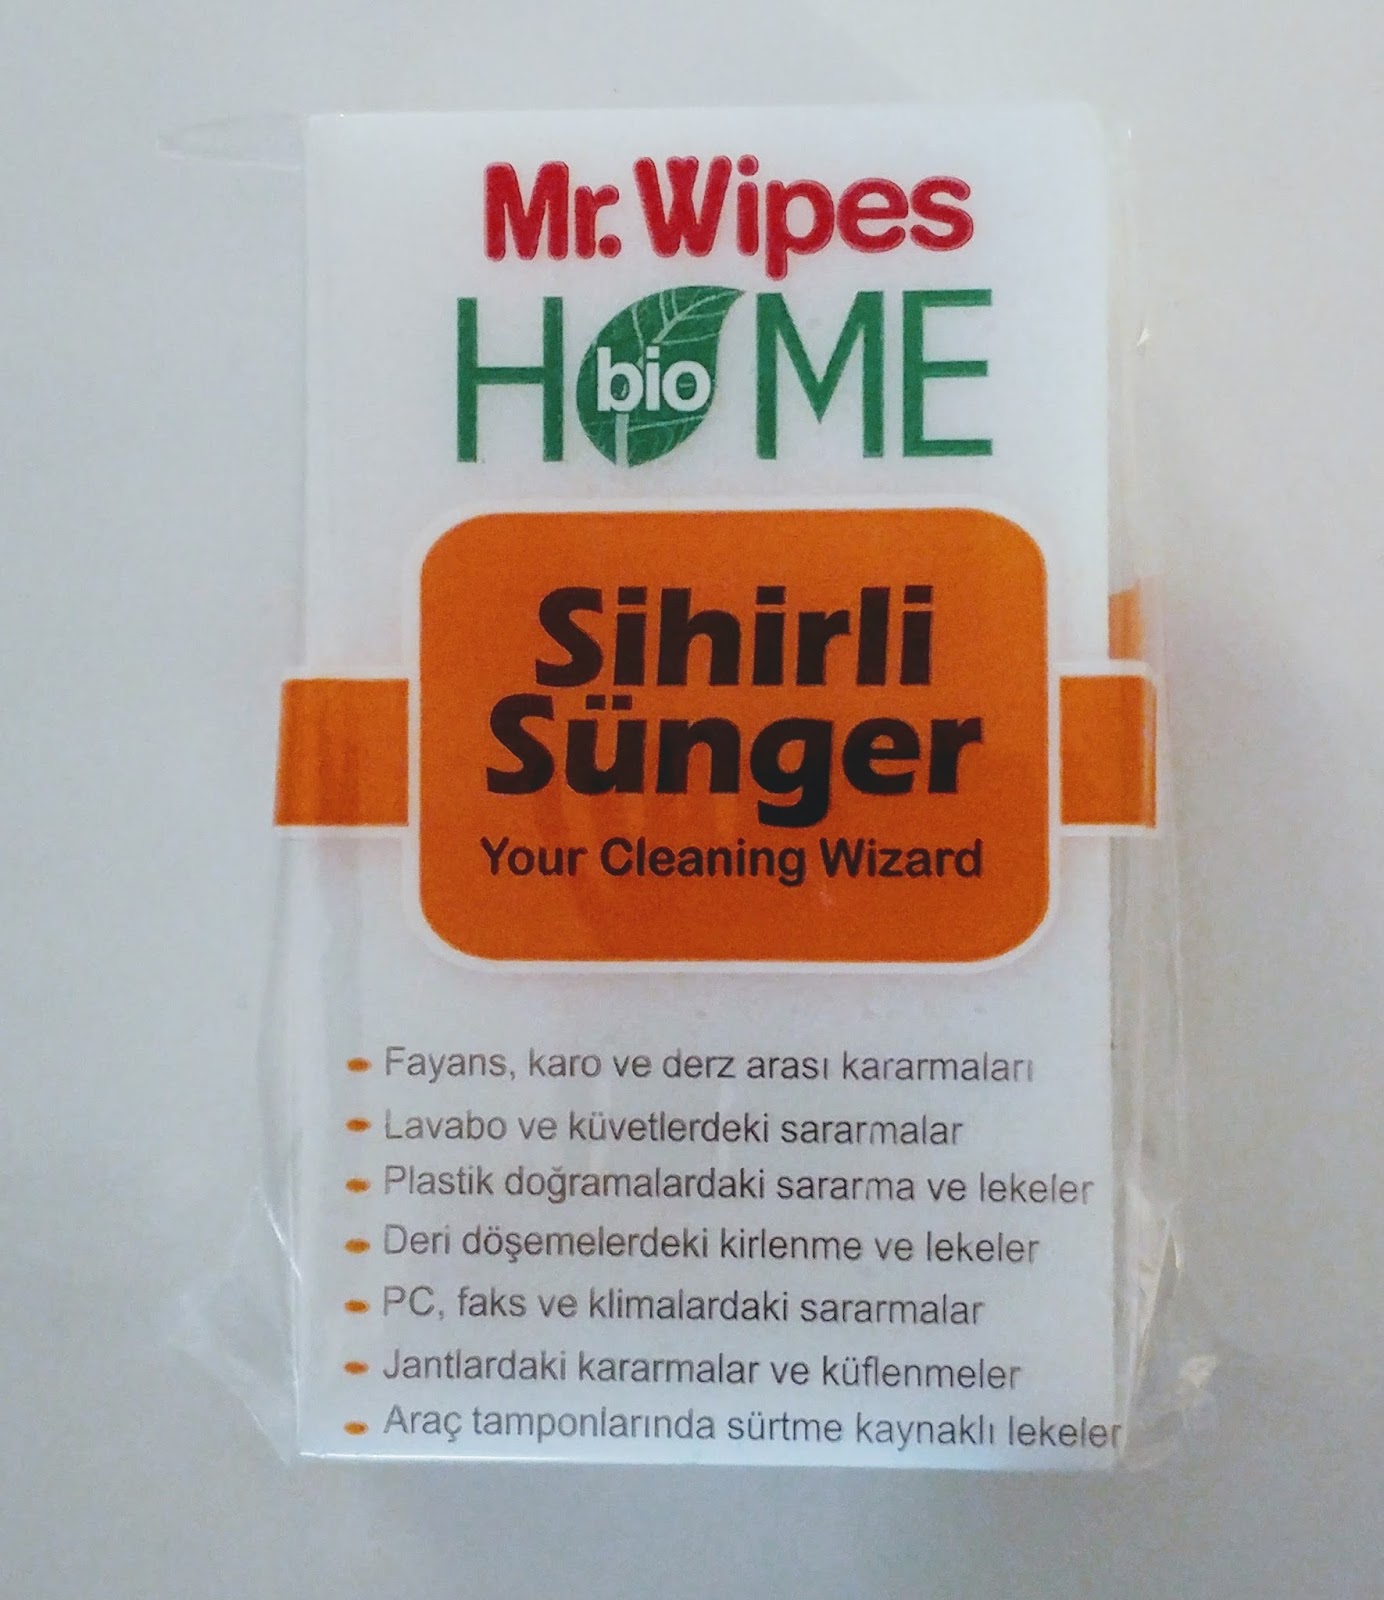 Mr. Wipes
HOME
bio
Sihirli
Sünger
Your Cleaning Wizard
Fayans, karo ve derz arası kararmaları
Lavabo ve küvetlerdeki sararmalar
Plastik doğramalardaki sararma ve lekeler
Deri döşemelerdeki kirlenme ve lekeler
PC, faks ve klimalardaki sararmalar
Jantlardaki kararmalar ve küflenmeler
Araç tamponlarında sürtme kaynaklı lekeler